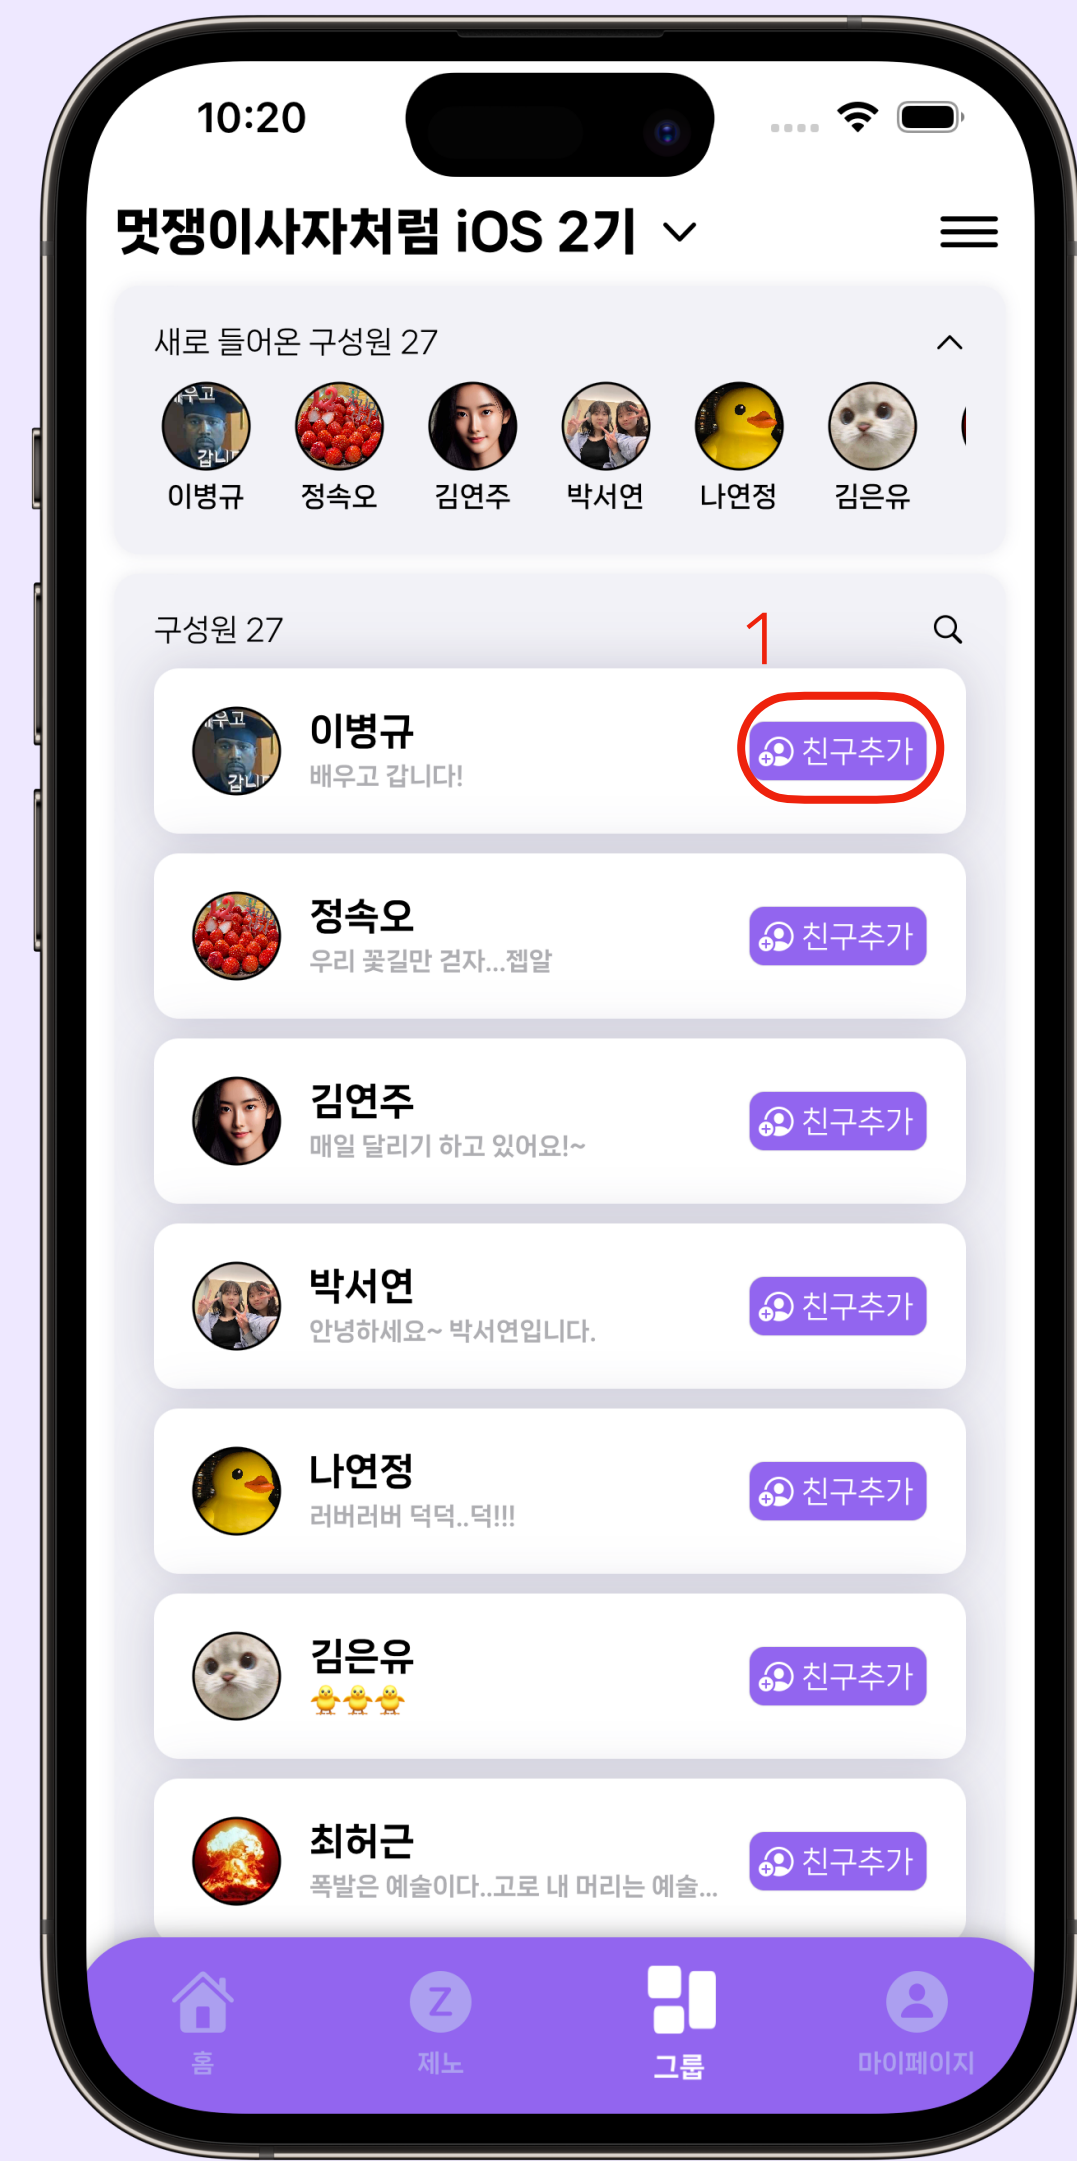 10:20
멋쟁이사자처럼 iOS 2기
새로 들어온 구성원 27
이병규 정속오 김연주 박서연 나연정 김은유
구성원 27
1
이병규
배우고 갑니다!
친구추가
정속오
우리 꽃길만 걷자...젭알
친구추가
김연주
매일 달리기 하고 있어요!~
친구추가
박서연
안녕하세요~ 박서연입니다.
친구추가
나연정
러버러버 덕덕..덕!!!
친구추가
김은유
🐥🐥🐥
친구추가
최허근
폭발은 예술이다..고로 내 머리는 예술...
친구추가
Z
홈 제노 그룹 마이페이지